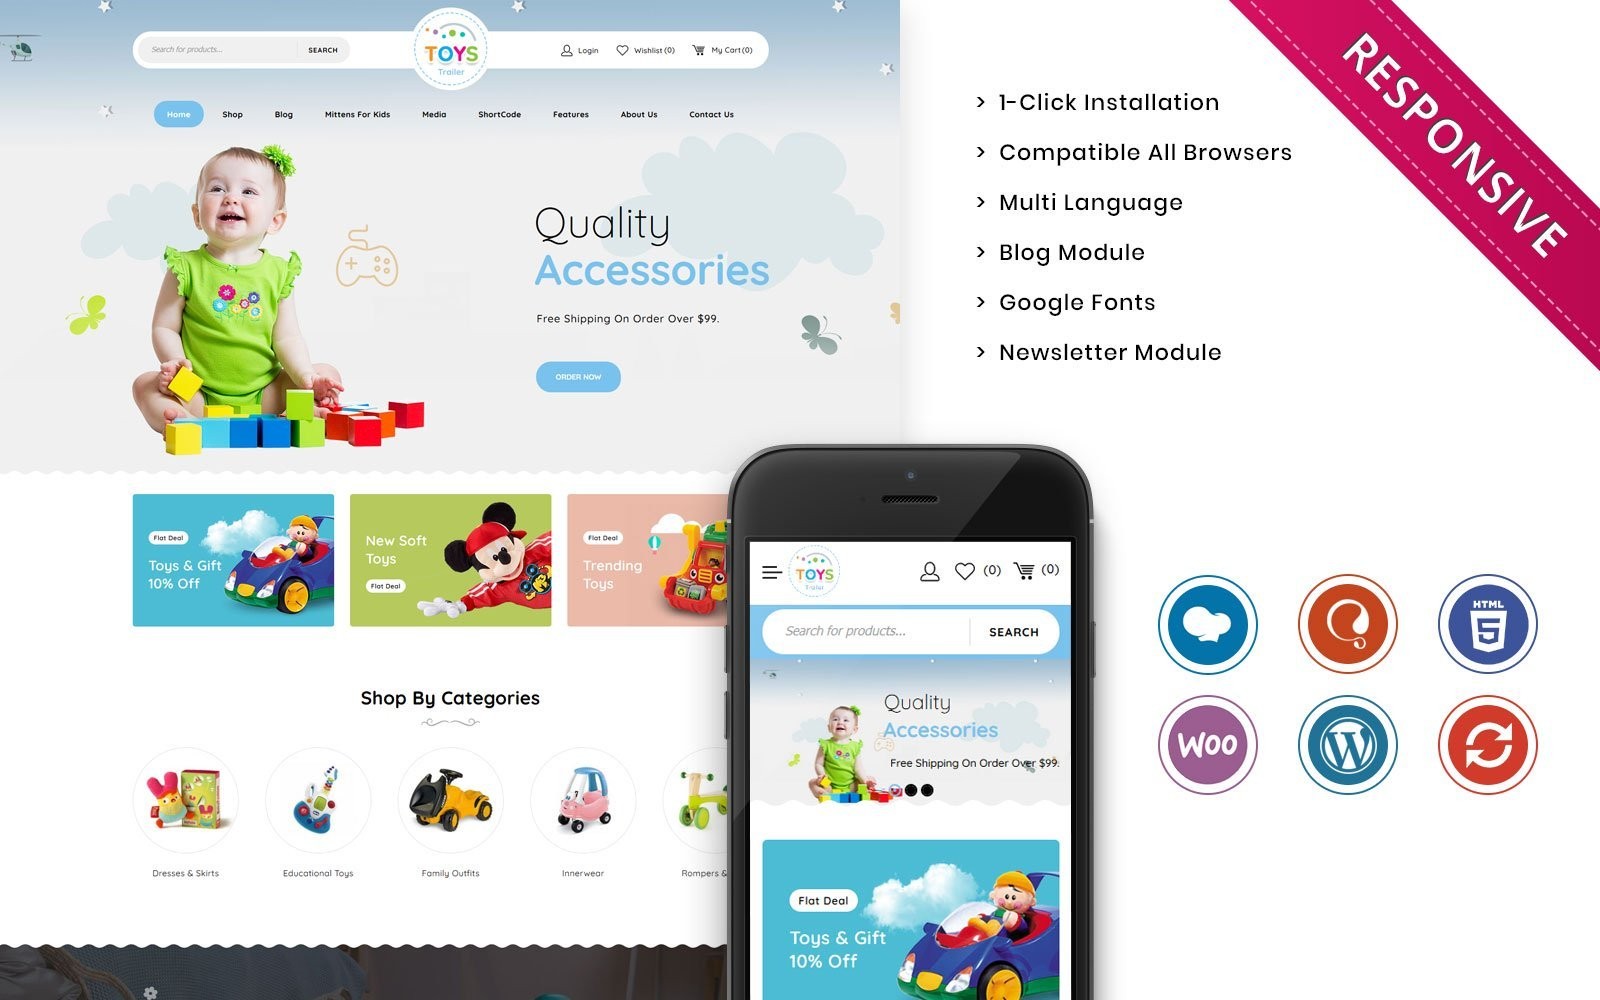 Search for products...
SEARCH
TOYS
Trailer
Login
Wishlist (0)
My Cart(0)
Home
Shop
Blog
Mittens For Kids
Media
ShortCode
Features
About Us
Contact Us
Quality
Accessories
Free Shipping On Order Over $99.
ORDER NOW
Flat Deal
Toys & Gift
10% Off
New Soft
Toys
Flat Deal
Flat Deal
Trending
Toys
Shop By Categories
Dresses & Skirts
Educational Toys
Family Outfits
Innerwear
Rompers &
TOYS
Trailer
(0)
(0)
Search for products...
SEARCH
Quality
Accessories
Free Shipping On Order Over $99.
Flat Deal
Toys & Gift
10% Off
> 1-Click Installation
> Compatible All Browsers
> Multi Language
> Blog Module
> Google Fonts
> Newsletter Module
RESPONSIVE
HTML
5
WOO
W